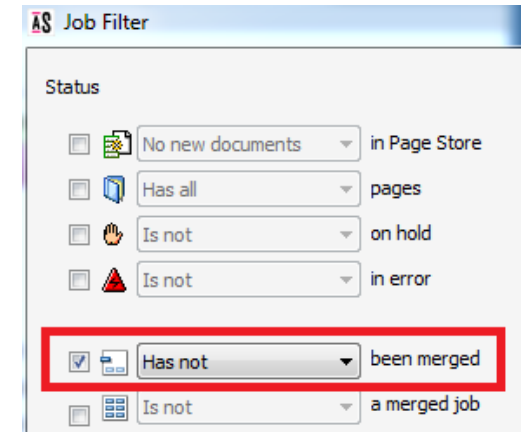 AS Job Filter
Status
No new documents in Page Store
Has all pages
Is not on hold
Is not in error
Has not been merged
Is not a merged job